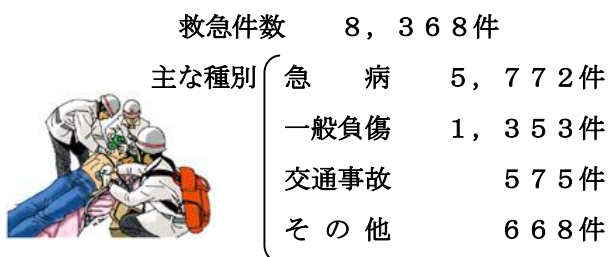 救急件数　８，３６８件
主な種別　急　病　５，７７２件
一般負傷　１，３５３件
交通事故　５７５件
そ の 他　６６８件